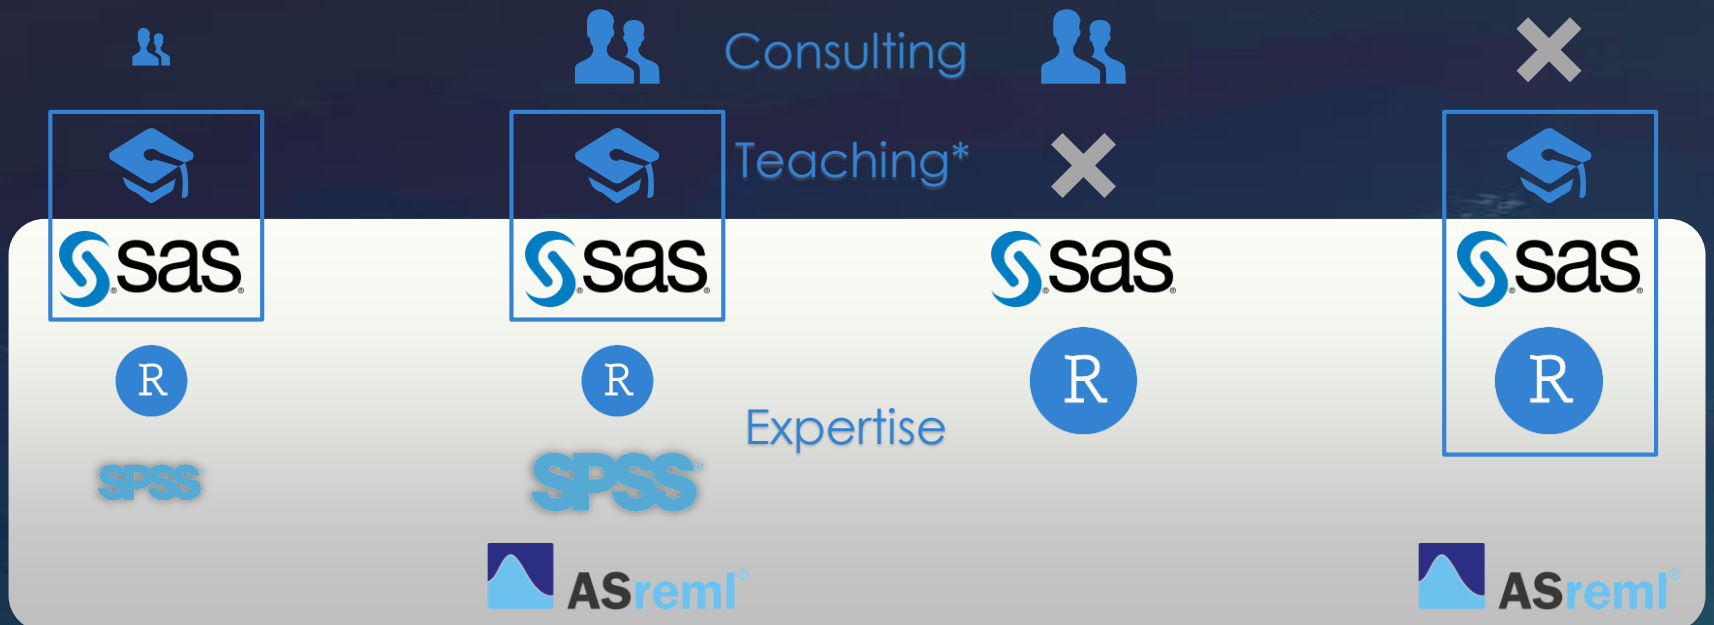 Consulting
Teaching*
sas® sas® sas® sas®
R R R R
Expertise
SPSS® SPSS®
ASreml® ASreml®